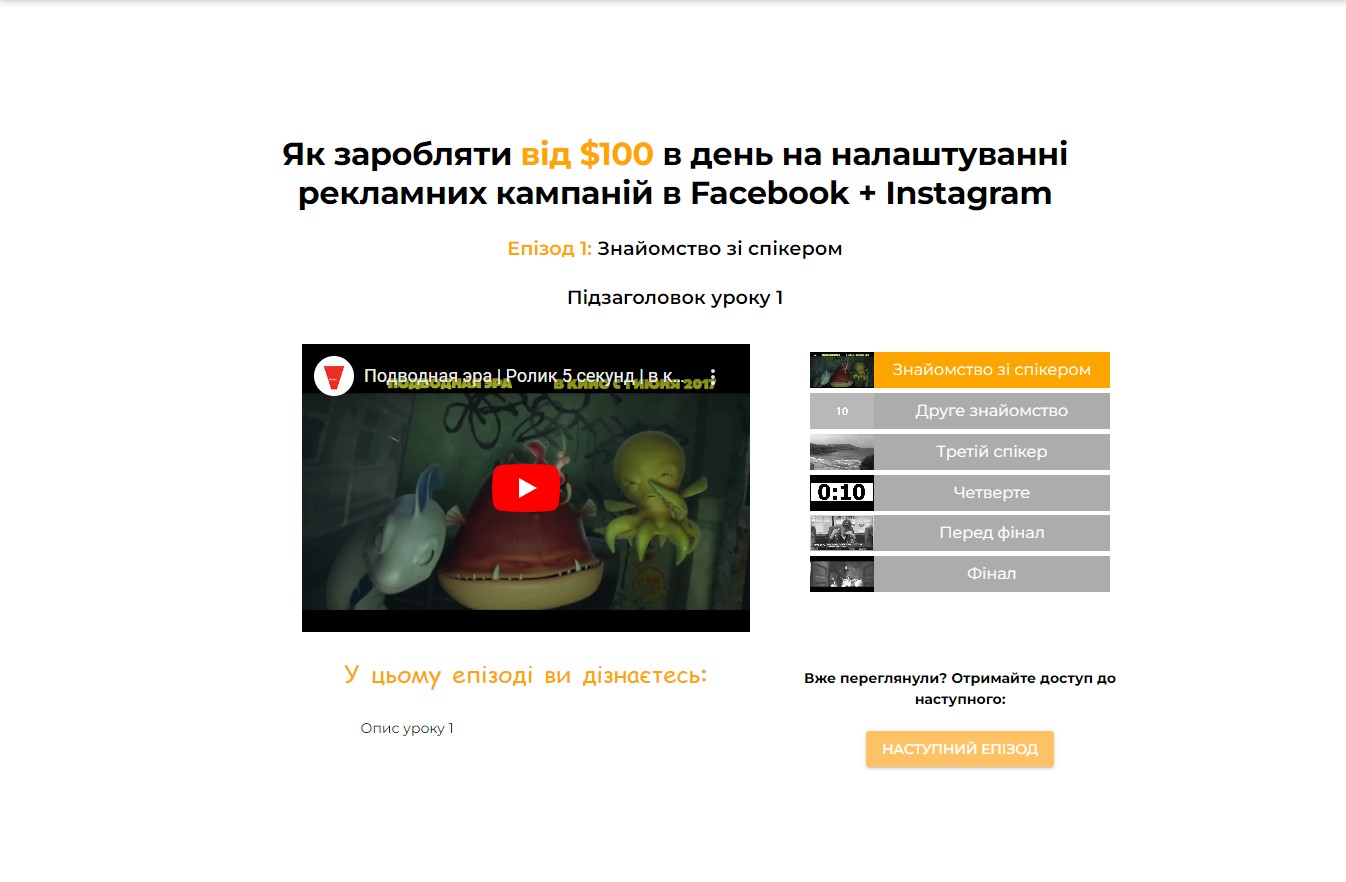 Як заробляти від $100 в день на налаштуванні
рекламних кампаній в Facebook + Instagram
Епізод 1: Знайомство зі спікером
Підзаголовок уроку 1
Подводная эра | Ролик 5 секунд | в к...
ПОДВОДНАЯ ЭРА В КИНО С 1 ИЮНЯ 2017
Знайомство зі спікером
10 Друге знайомство
Третій спікер
0:10 Четверте
Перед фінал
Фінал
У цьому епізоді ви дізнаєтесь:
Опис уроку 1
Вже переглянули? Отримайте доступ до
наступного:
НАСТУПНИЙ ЕПІЗОД